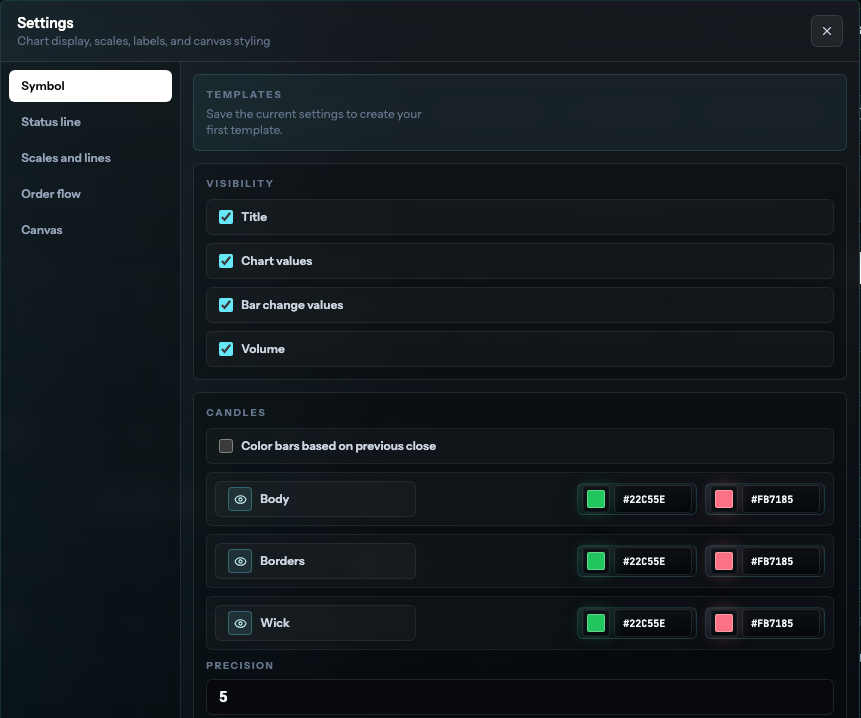 Settings
Chart display, scales, labels, and canvas styling
Symbol
Status line
Scales and lines
Order flow
Canvas
TEMPLATES
Save the current settings to create your
first template.
VISIBILITY
Title
Chart values
Bar change values
Volume
CANDLES
Color bars based on previous close
Body
#22C55E
#FB7185
Borders
#22C55E
#FB7185
Wick
#22C55E
#FB7185
PRECISION
5